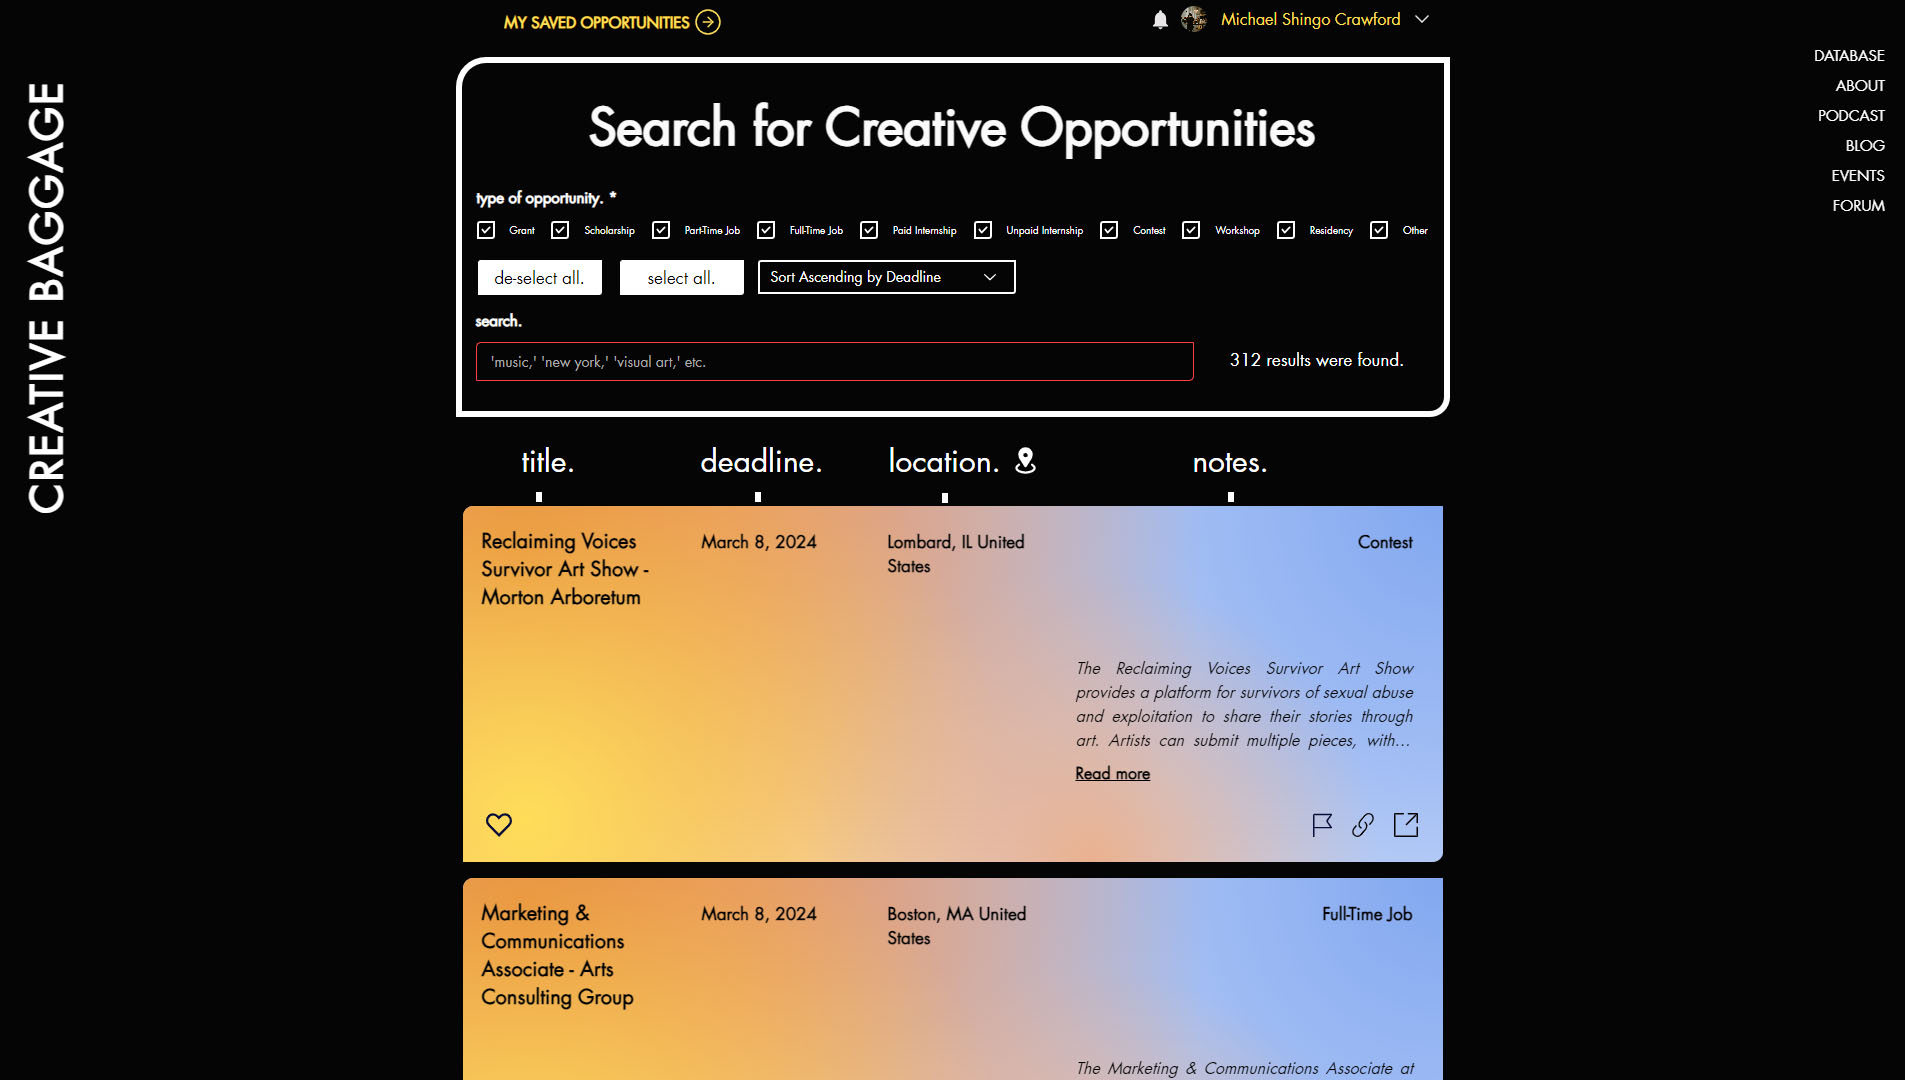 MY SAVED OPPORTUNITIES
Michael Shingo Crawford
DATABASE
ABOUT
PODCAST
BLOG
EVENTS
FORUM
CREATIVE BAGGAGE
Search for Creative Opportunities
type of opportunity. *
Grant Scholarship Part-Time Job Full-Time Job Paid Internship Unpaid Internship Contest Workshop Residency Other
de-select all. select all. Sort Ascending by Deadline
search.
'music,' 'new york,' 'visual art,' etc.
312 results were found.
title. deadline. location. notes.
Reclaiming Voices
Survivor Art Show -
Morton Arboretum
March 8, 2024
Lombard, IL United
States
Contest
The Reclaiming Voices Survivor Art Show
provides a platform for survivors of sexual abuse
and exploitation to share their stories through
art. Artists can submit multiple pieces, with...
Read more
Marketing &
Communications
Associate - Arts
Consulting Group
March 8, 2024
Boston, MA United
States
Full-Time Job
The Marketing & Communications Associate at